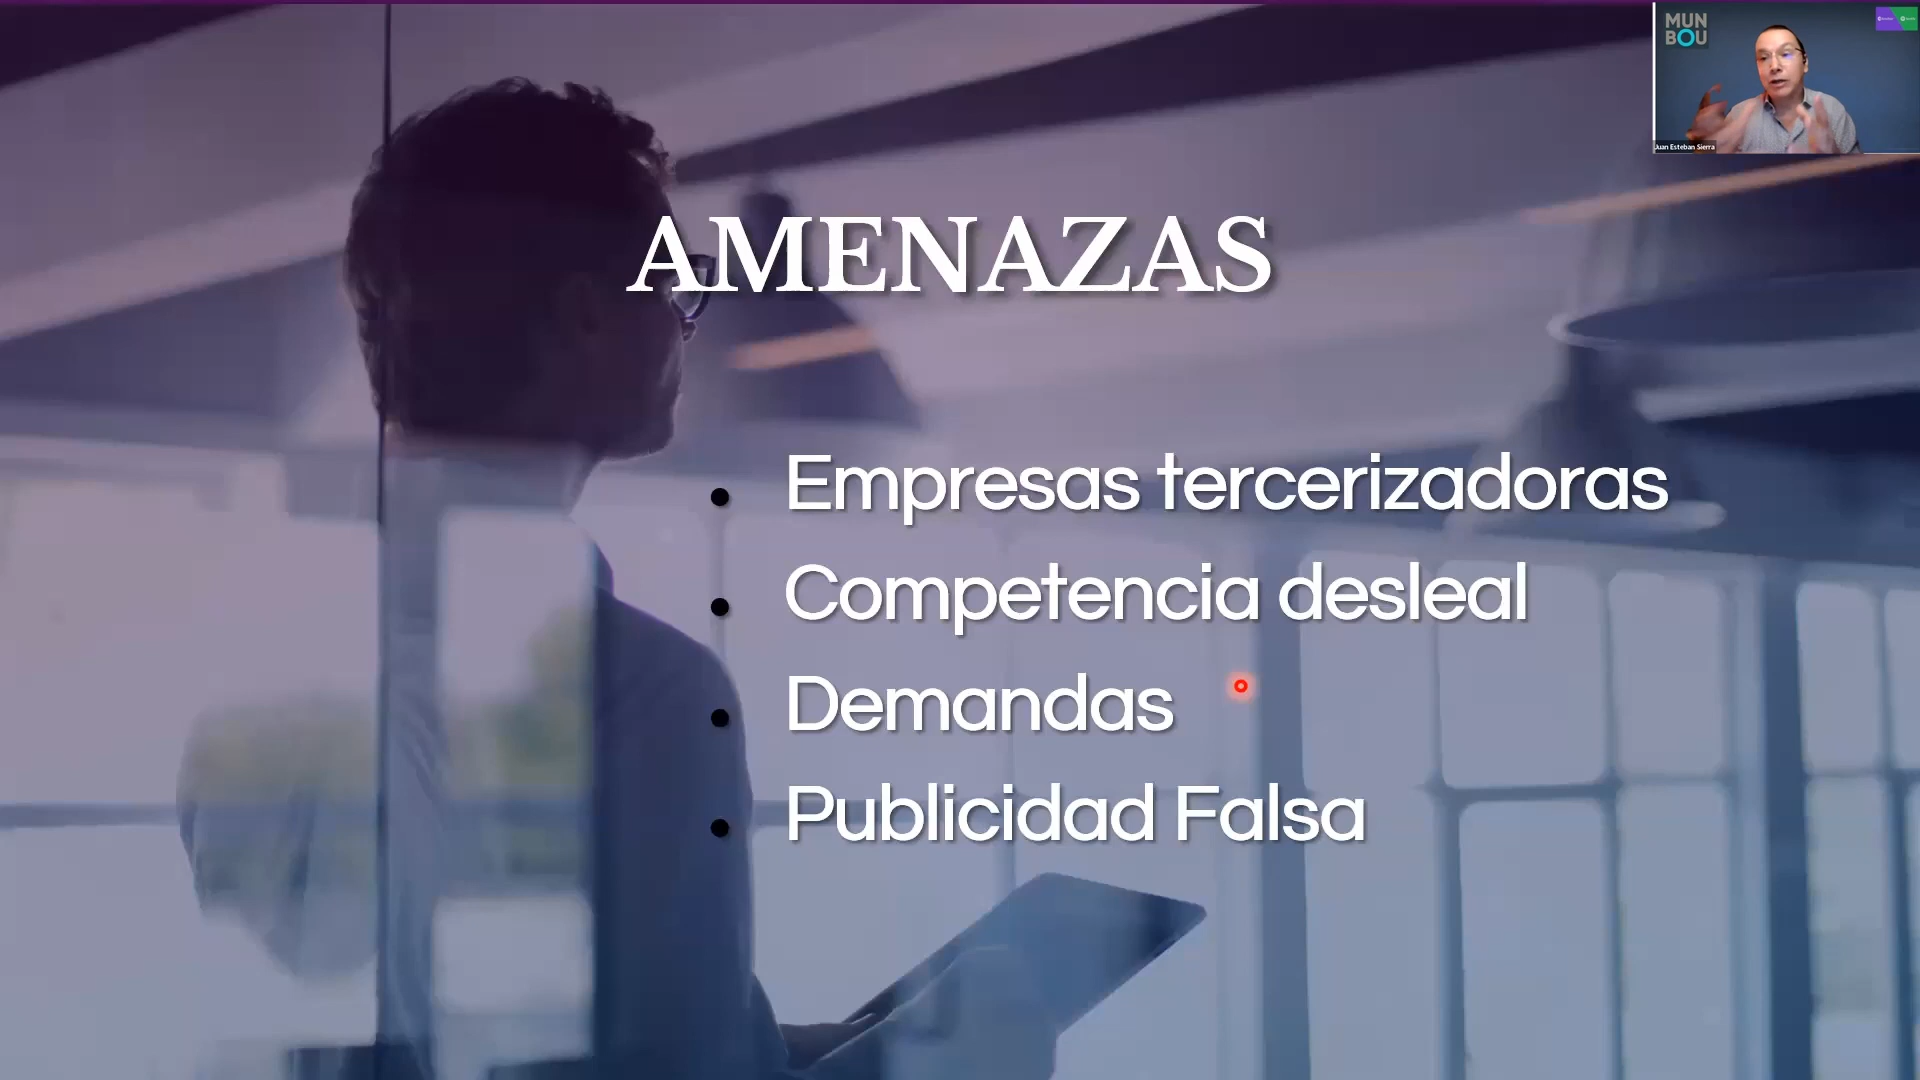 MUN
BOU
Juan Esteban Sierra
AMENAZAS
• Empresas tercerizadoras
• Competencia desleal
• Demandas
• Publicidad Falsa